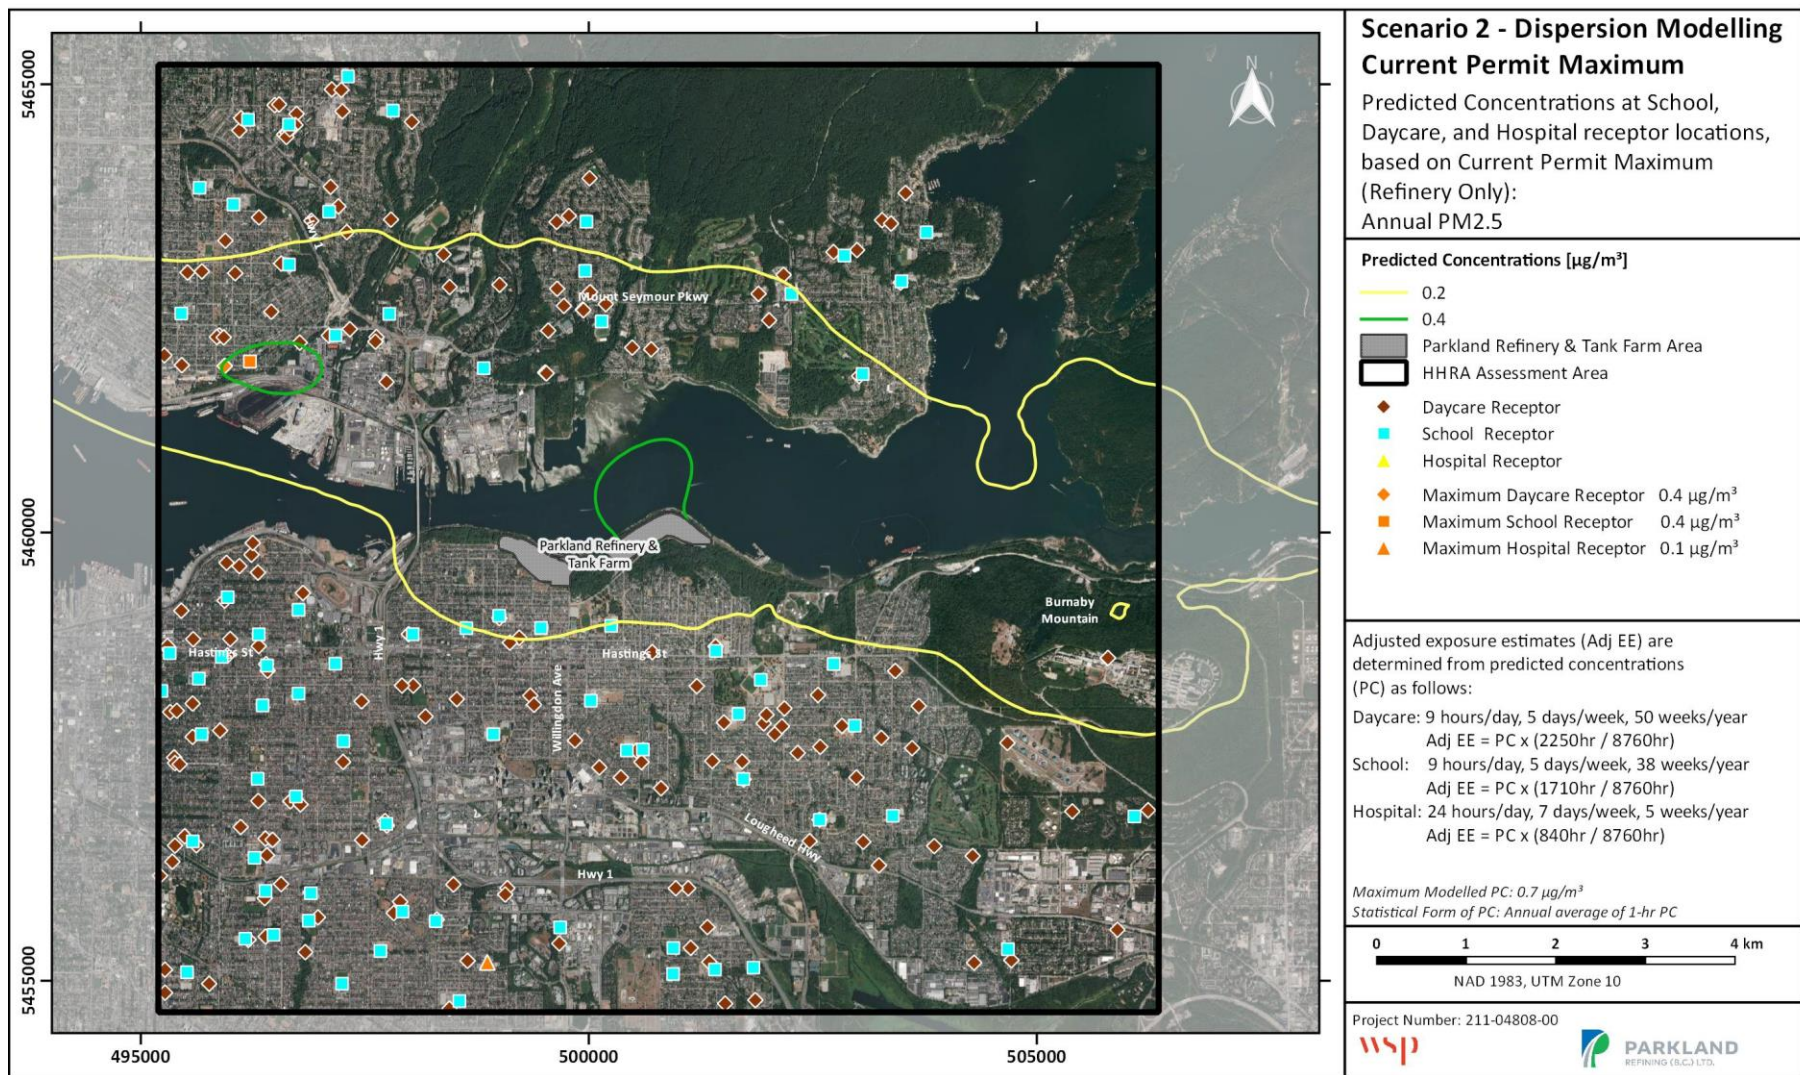 Scenario 2 - Dispersion Modelling
Current Permit Maximum
Predicted Concentrations at School,
Daycare, and Hospital receptor locations,
based on Current Permit Maximum
(Refinery Only):
Annual PM2.5
Predicted Concentrations [µg/m³]
0.2
0.4
Parkland Refinery & Tank Farm Area
HHRA Assessment Area
Daycare Receptor
School Receptor
Hospital Receptor
Maximum Daycare Receptor 0.4 µg/m³
Maximum School Receptor 0.4 µg/m³
Maximum Hospital Receptor 0.1 µg/m³
Adjusted exposure estimates (Adj EE) are
determined from predicted concentrations
(PC) as follows:
Daycare: 9 hours/day, 5 days/week, 50 weeks/year
Adj EE = PC x (2250hr / 8760hr)
School: 9 hours/day, 5 days/week, 38 weeks/year
Adj EE = PC x (1710hr / 8760hr)
Hospital: 24 hours/day, 7 days/week, 5 weeks/year
Adj EE = PC x (840hr / 8760hr)
Maximum Modelled PC: 0.7 µg/m³
Statistical Form of PC: Annual average of 1-hr PC
0 1 2 3 4 km
NAD 1983, UTM Zone 10
Project Number: 211-04808-00
wsp
PARKLAND
REFINING (B.C.) LTD.
N
Hwy 1
Mount Seymour Pkwy
Parkland Refinery &
Tank Farm
Burnaby
Mountain
Hwy 1
Hastings St
Hastings St
Willingdon Ave
Lougheed Hwy
Hwy 1
5465000
5460000
5455000
495000
500000
505000